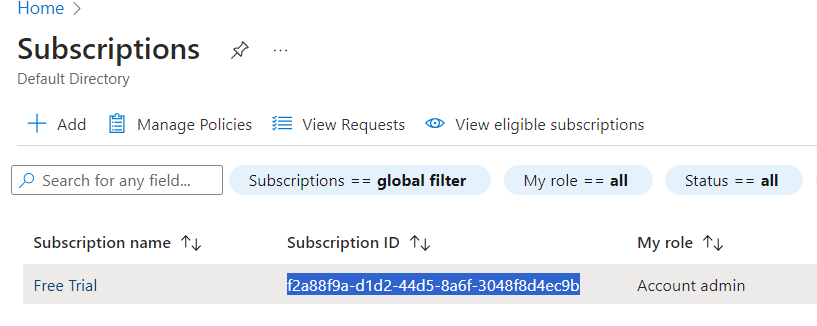 Home >
Subscriptions ...
Default Directory
+ Add Manage Policies View Requests View eligible subscriptions
Search for any field... Subscriptions == global filter My role == all Status == all
Subscription name ↑↓ Subscription ID ↑↓ My role ↑↓
Free Trial f2a88f9a-d1d2-44d5-8a6f-3048f8d4ec9b Account admin